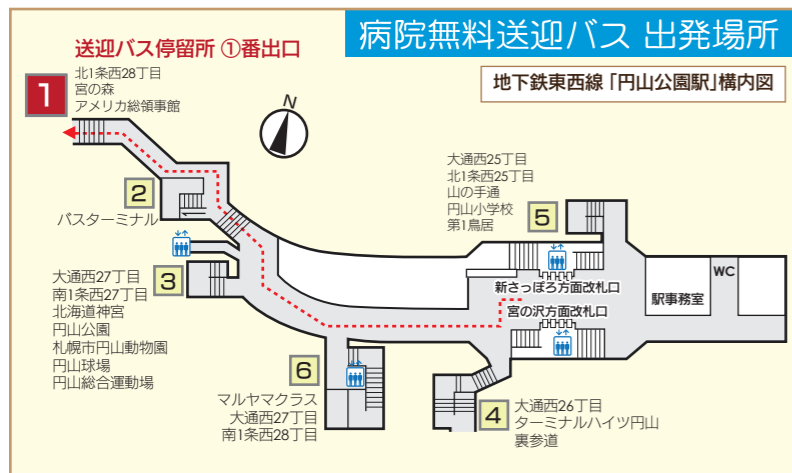 病院無料送迎バス 出発場所
地下鉄東西線「円山公園駅」構内図
送迎バス停留所 ①番出口
1
北1条西28丁目
宮の森
アメリカ総領事館
N
2
バスターミナル
3
大通西27丁目
南1条西27丁目
北海道神宮
円山公園
札幌市円山動物園
円山球場
円山総合運動場
大通西25丁目
北1条西25丁目
山の手通
円山小学校
第1鳥居
5
新さっぽろ方面改札口
宮の沢方面改札口
駅事務室
WC
6
マルヤマクラス
大通西27丁目
南1条西28丁目
4
大通西26丁目
ターミナルハイツ円山
裏参道